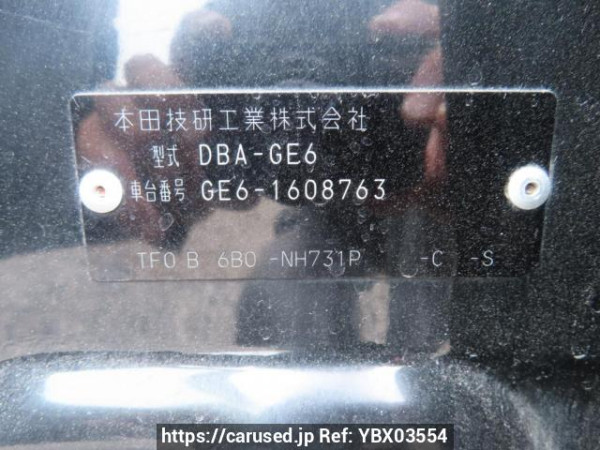 本田技研工業株式会社
型式 DBA-GE6
車台番号 GE6-1608763
TF0 B 6B0 -NH731P -C -S
https://carused.jp Ref: YBX03554